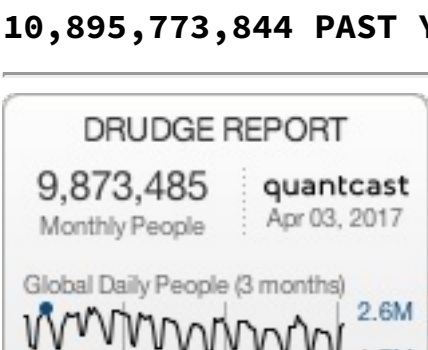 10,895,773,844 PAST
DRUDGE REPORT
9,873,485
quantcast
Monthly People
Apr 03, 2017
Global Daily People (3 months)
2.6M